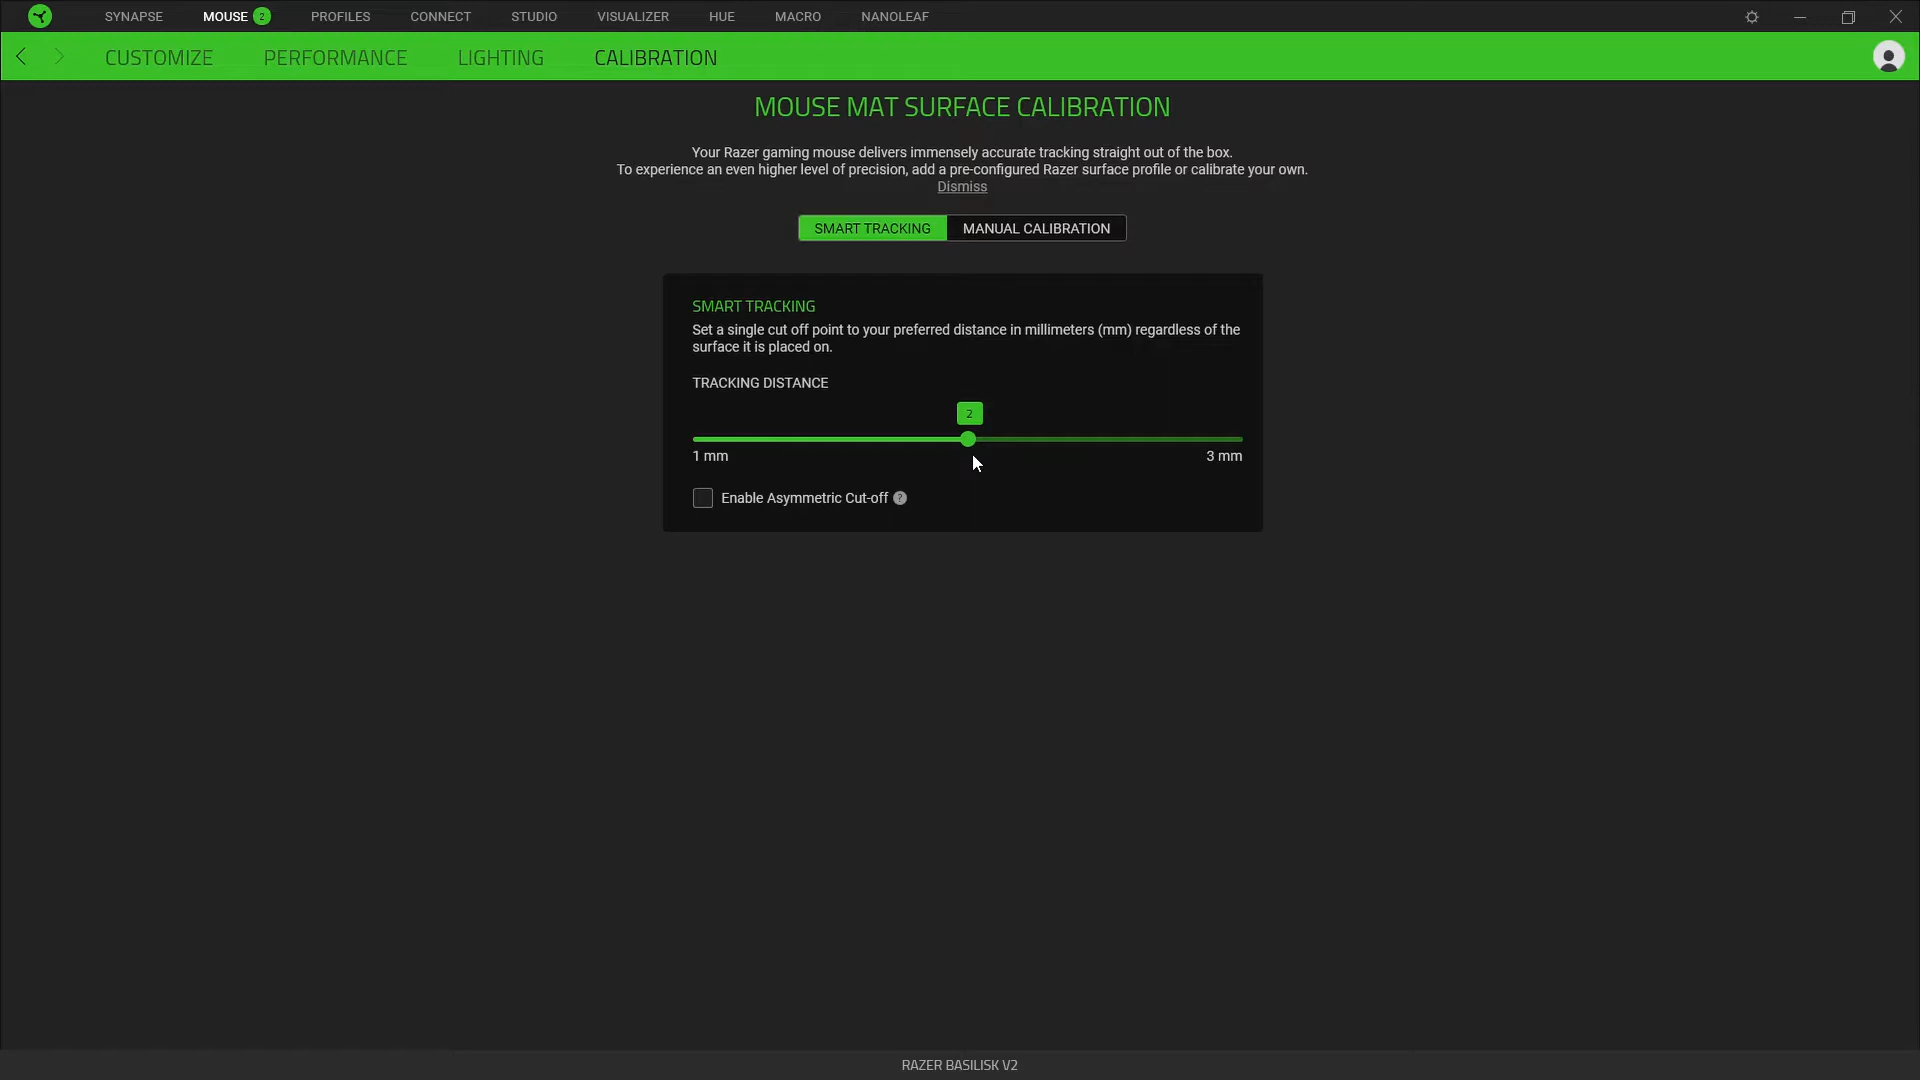 SYNAPSE MOUSE 2 PROFILES CONNECT STUDIO VISUALIZER HUE MACRO NANOLEAF
CUSTOMIZE PERFORMANCE LIGHTING CALIBRATION
MOUSE MAT SURFACE CALIBRATION
Your Razer gaming mouse delivers immensely accurate tracking straight out of the box.
To experience an even higher level of precision, add a pre-configured Razer surface profile or calibrate your own.
Dismiss
SMART TRACKING MANUAL CALIBRATION
SMART TRACKING
Set a single cut off point to your preferred distance in millimeters (mm) regardless of the
surface it is placed on.
TRACKING DISTANCE
2
1 mm 3 mm
Enable Asymmetric Cut-off ?
RAZER BASILISK V2